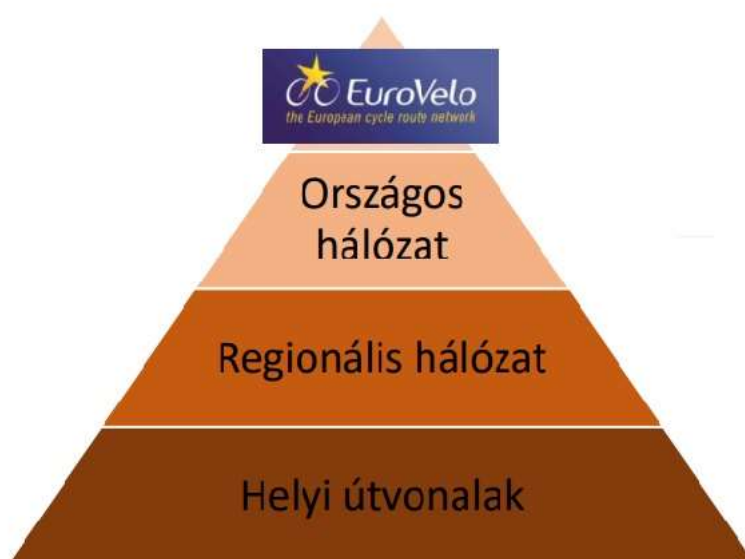 EuroVelo
the European cycle route network
Országos
hálózat
Regionális hálózat
Helyi útvonalak